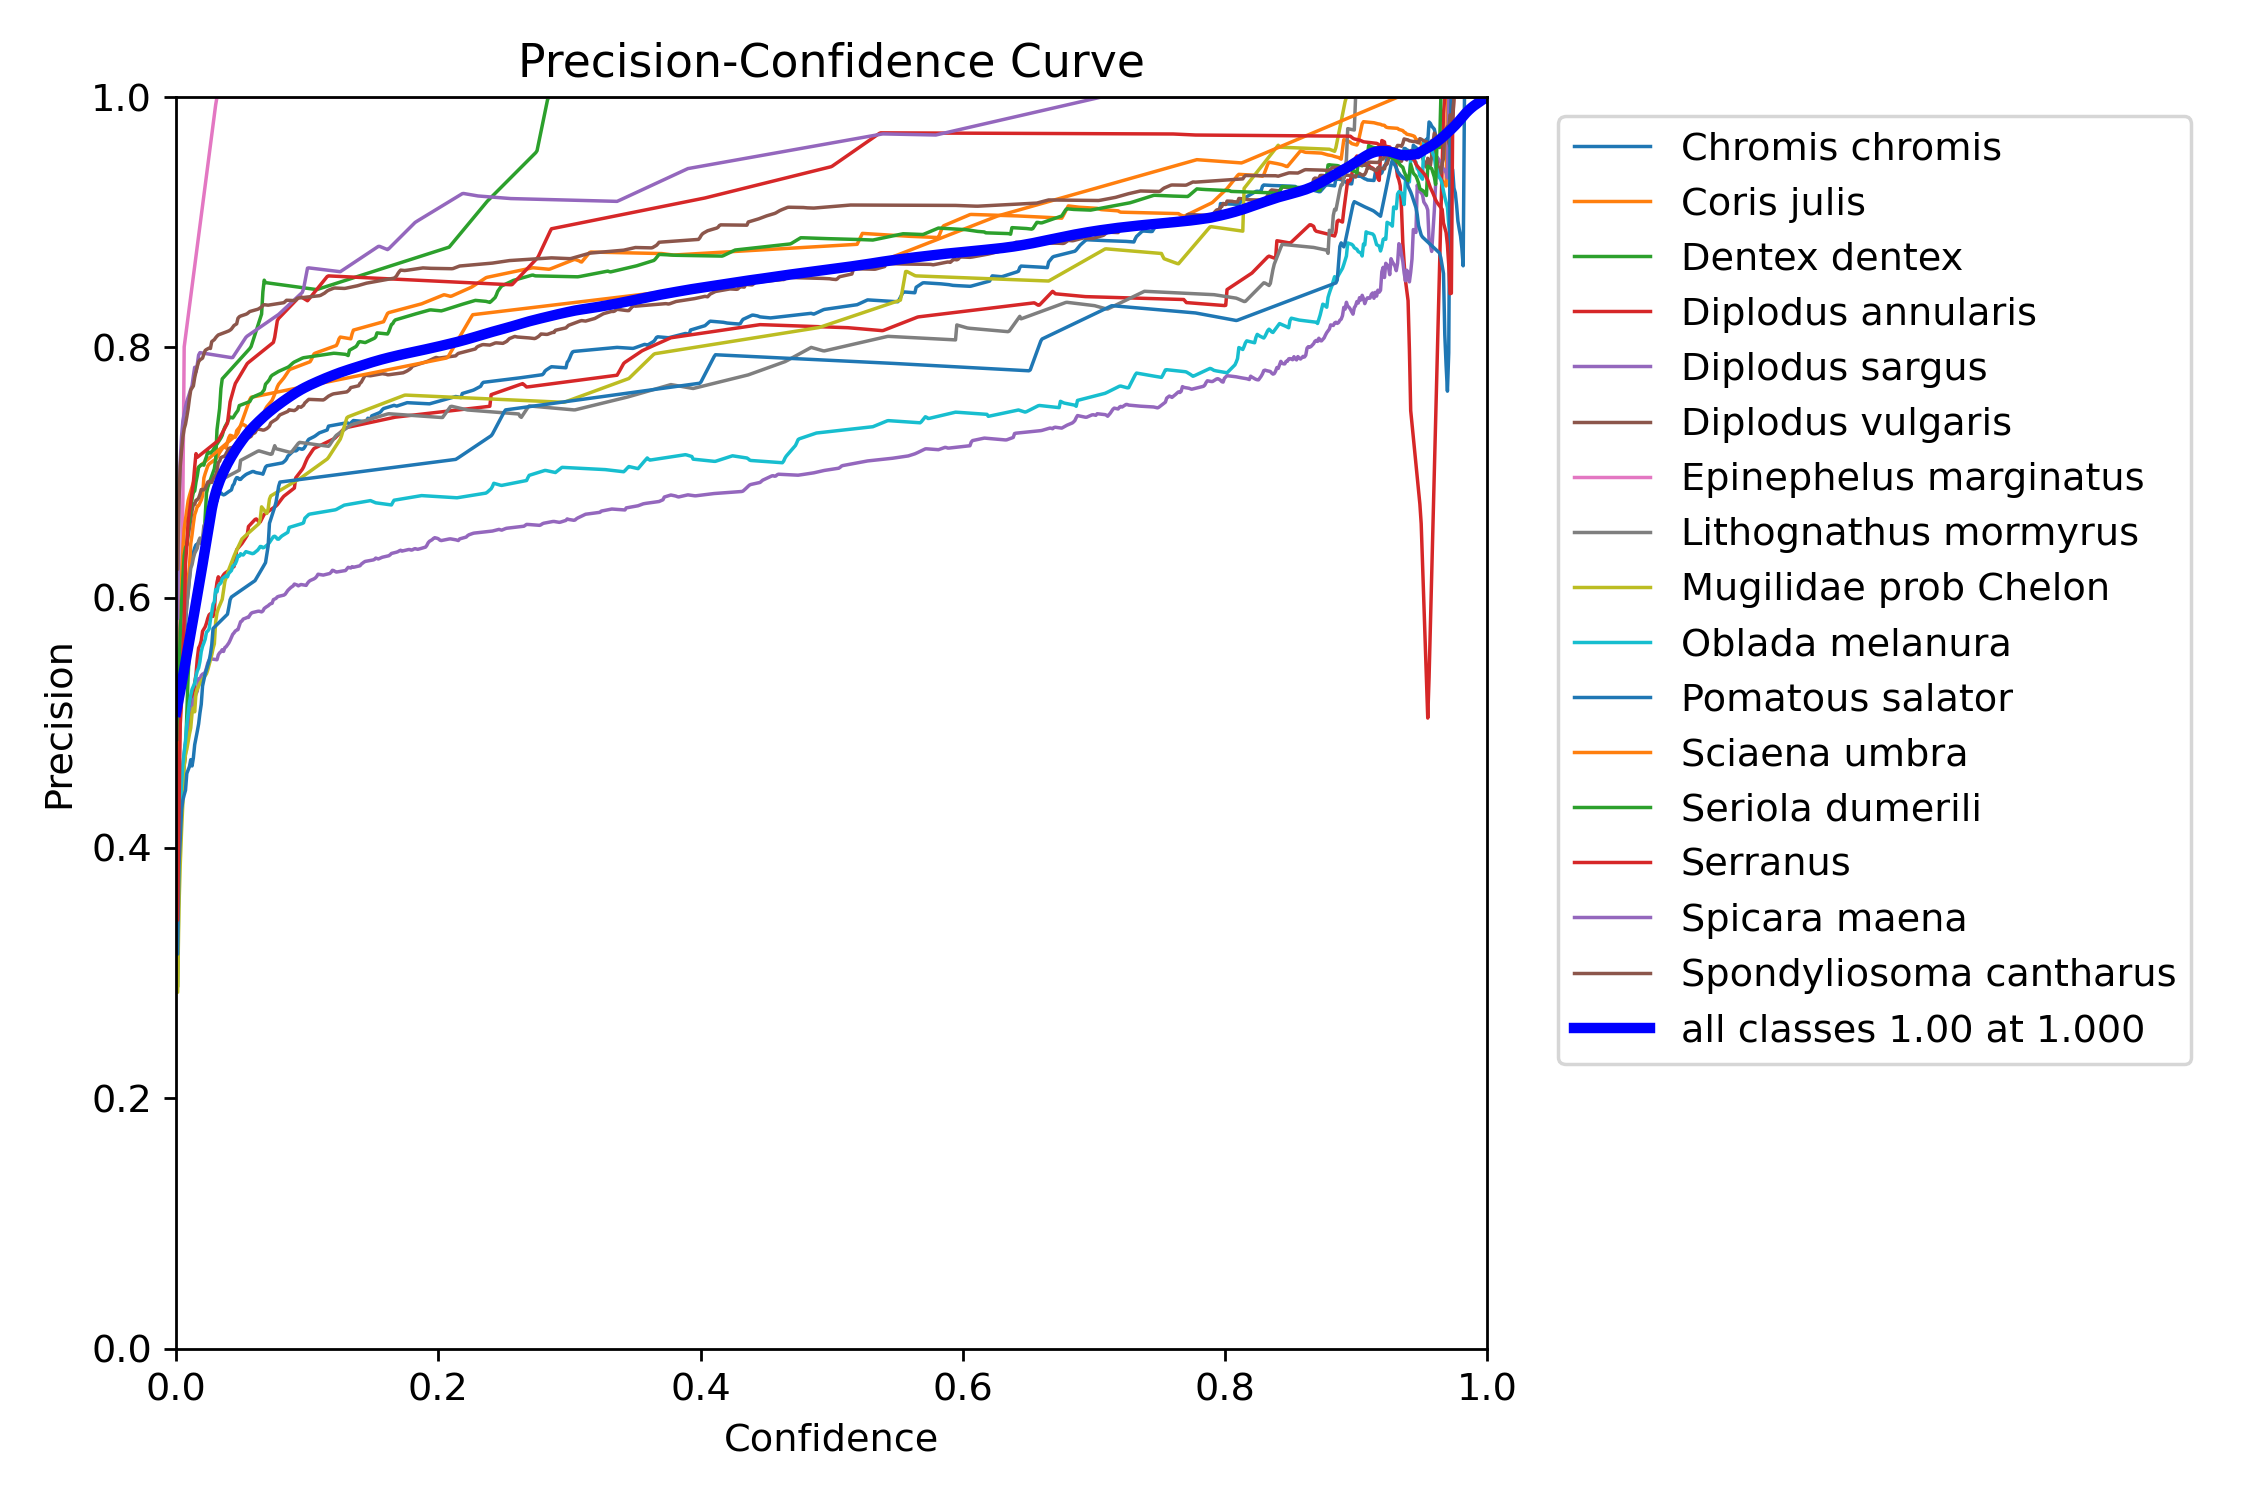 Precision-Confidence Curve
1.0
0.8
0.6
0.4
0.2
0.0
Precision
0.0 0.2 0.4 0.6 0.8 1.0
Confidence
Chromis chromis
Coris julis
Dentex dentex
Diplodus annularis
Diplodus sargus
Diplodus vulgaris
Epinephelus marginatus
Lithognathus mormyrus
Mugilidae prob Chelon
Oblada melanura
Pomatous salator
Sciaena umbra
Seriola dumerili
Serranus
Spicara maena
Spondyliosoma cantharus
all classes 1.00 at 1.000